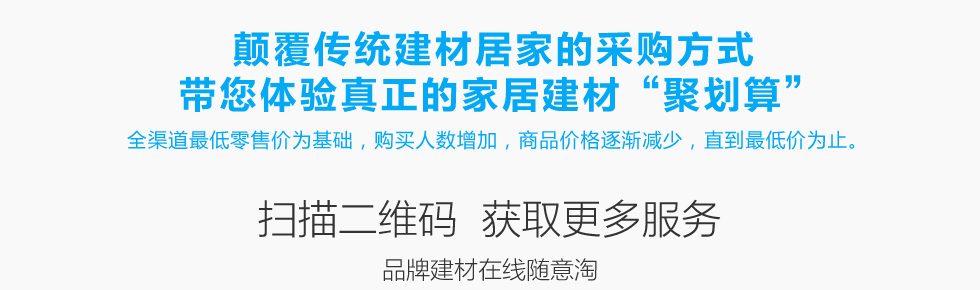 颠覆传统建材居家的采购方式
带您体验真正的家居建材“聚划算”
全渠道最低零售价为基础，购买人数增加，商品价格逐渐减少，直到最低价为止。
扫描二维码 获取更多服务
品牌建材在线随意淘